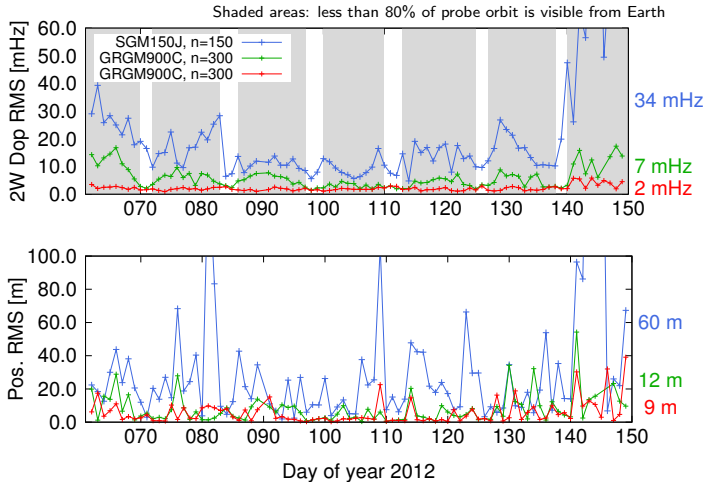 Shaded areas: less than 80% of probe orbit is visible from Earth
2W Dop RMS [mHz]
60.0
50.0
40.0
30.0
20.0
10.0
0.0
SGM150J, n=150
GRGM900C, n=300
GRGM900C, n=300
34 mHz
7 mHz
2 mHz
070 080 090 100 110 120 130 140 150
Pos. RMS [m]
100.0
80.0
60.0
40.0
20.0
0.0
60 m
12 m
9 m
070 080 090 100 110 120 130 140 150
Day of year 2012